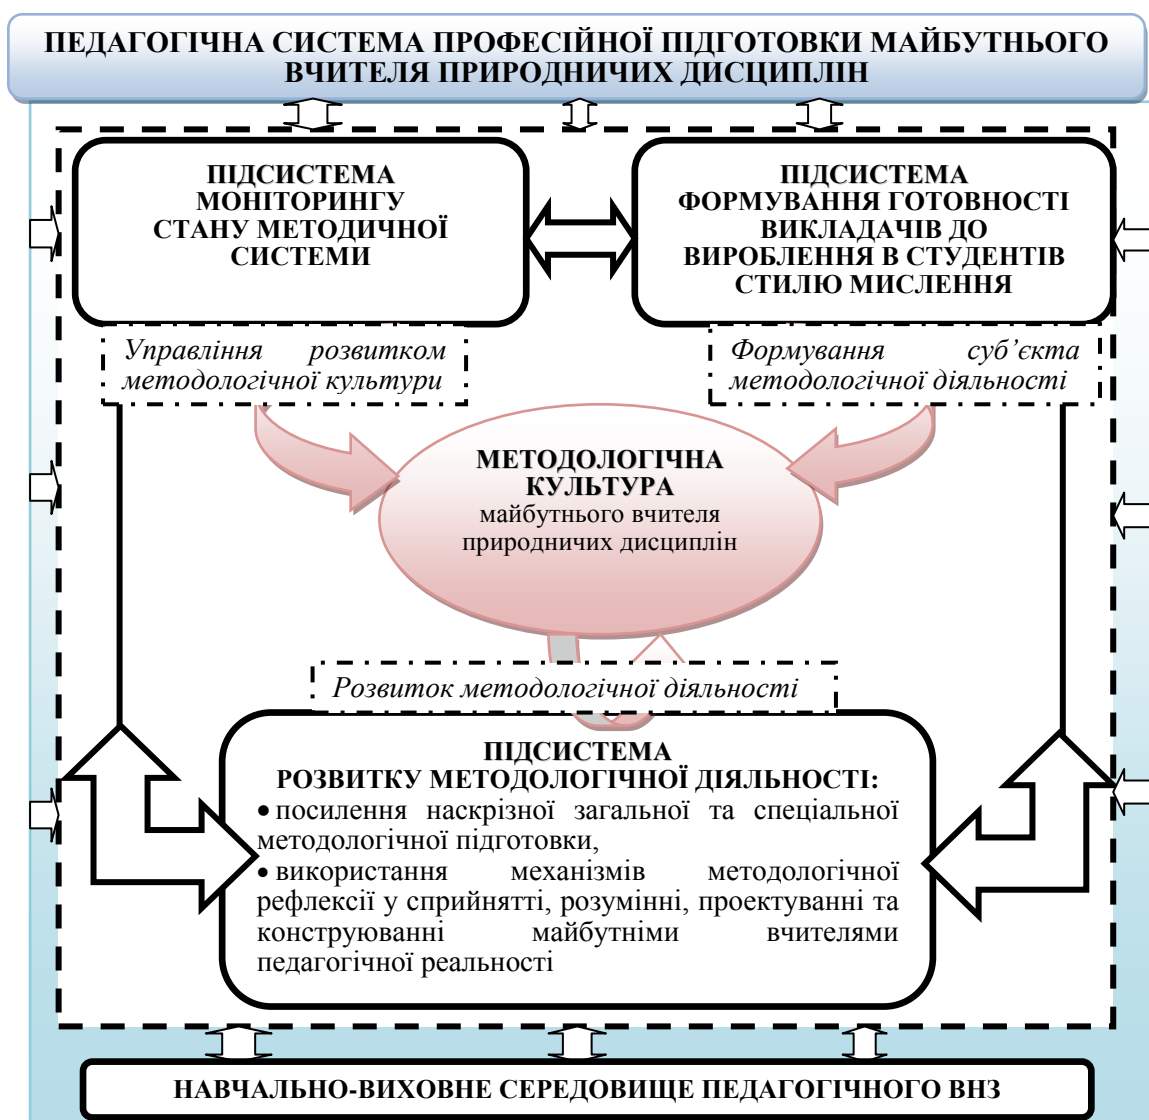 ПЕДАГОГІЧНА СИСТЕМА ПРОФЕСІЙНОЇ ПІДГОТОВКИ МАЙБУТНЬОГО
ВЧИТЕЛЯ ПРИРОДНИЧИХ ДИСЦИПЛІН
ПІДСИСТЕМА
МОНІТОРИНГУ
СТАНУ МЕТОДИЧНОЇ
СИСТЕМИ
ПІДСИСТЕМА
ФОРМУВАННЯ ГОТОВНОСТІ
ВИКЛАДАЧІВ ДО
ВИРОБЛЕННЯ В СТУДЕНТІВ
СТИЛЮ МИСЛЕННЯ
Управління розвитком
методологічної культури
Формування суб’єкта
методологічної діяльності
МЕТОДОЛОГІЧНА
КУЛЬТУРА
майбутнього вчителя
природничих дисциплін
Розвиток методологічної діяльності
ПІДСИСТЕМА
РОЗВИТКУ МЕТОДОЛОГІЧНОЇ ДІЯЛЬНОСТІ:
• посилення наскрізної загальної та спеціальної
методологічної підготовки,
• використання механізмів методологічної
рефлексії у сприйнятті, розумінні, проектуванні та
конструюванні майбутніми вчителями
педагогічної реальності
НАВЧАЛЬНО-ВИХОВНЕ СЕРЕДОВИЩЕ ПЕДАГОГІЧНОГО ВНЗ